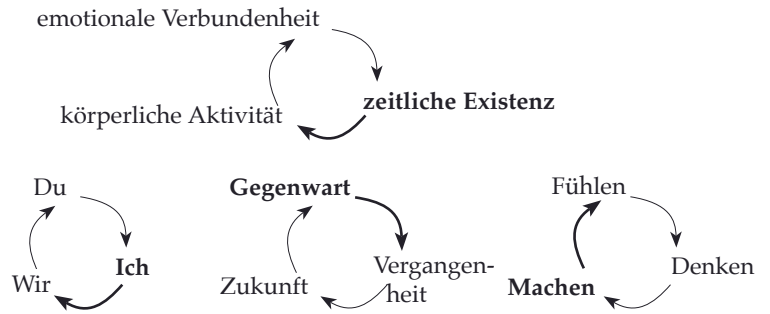 emotionale Verbundenheit
zeitliche Existenz
körperliche Aktivität
Du
Ich
Wir
Gegenwart
Vergangen-
heit
Zukunft
Fühlen
Denken
Machen